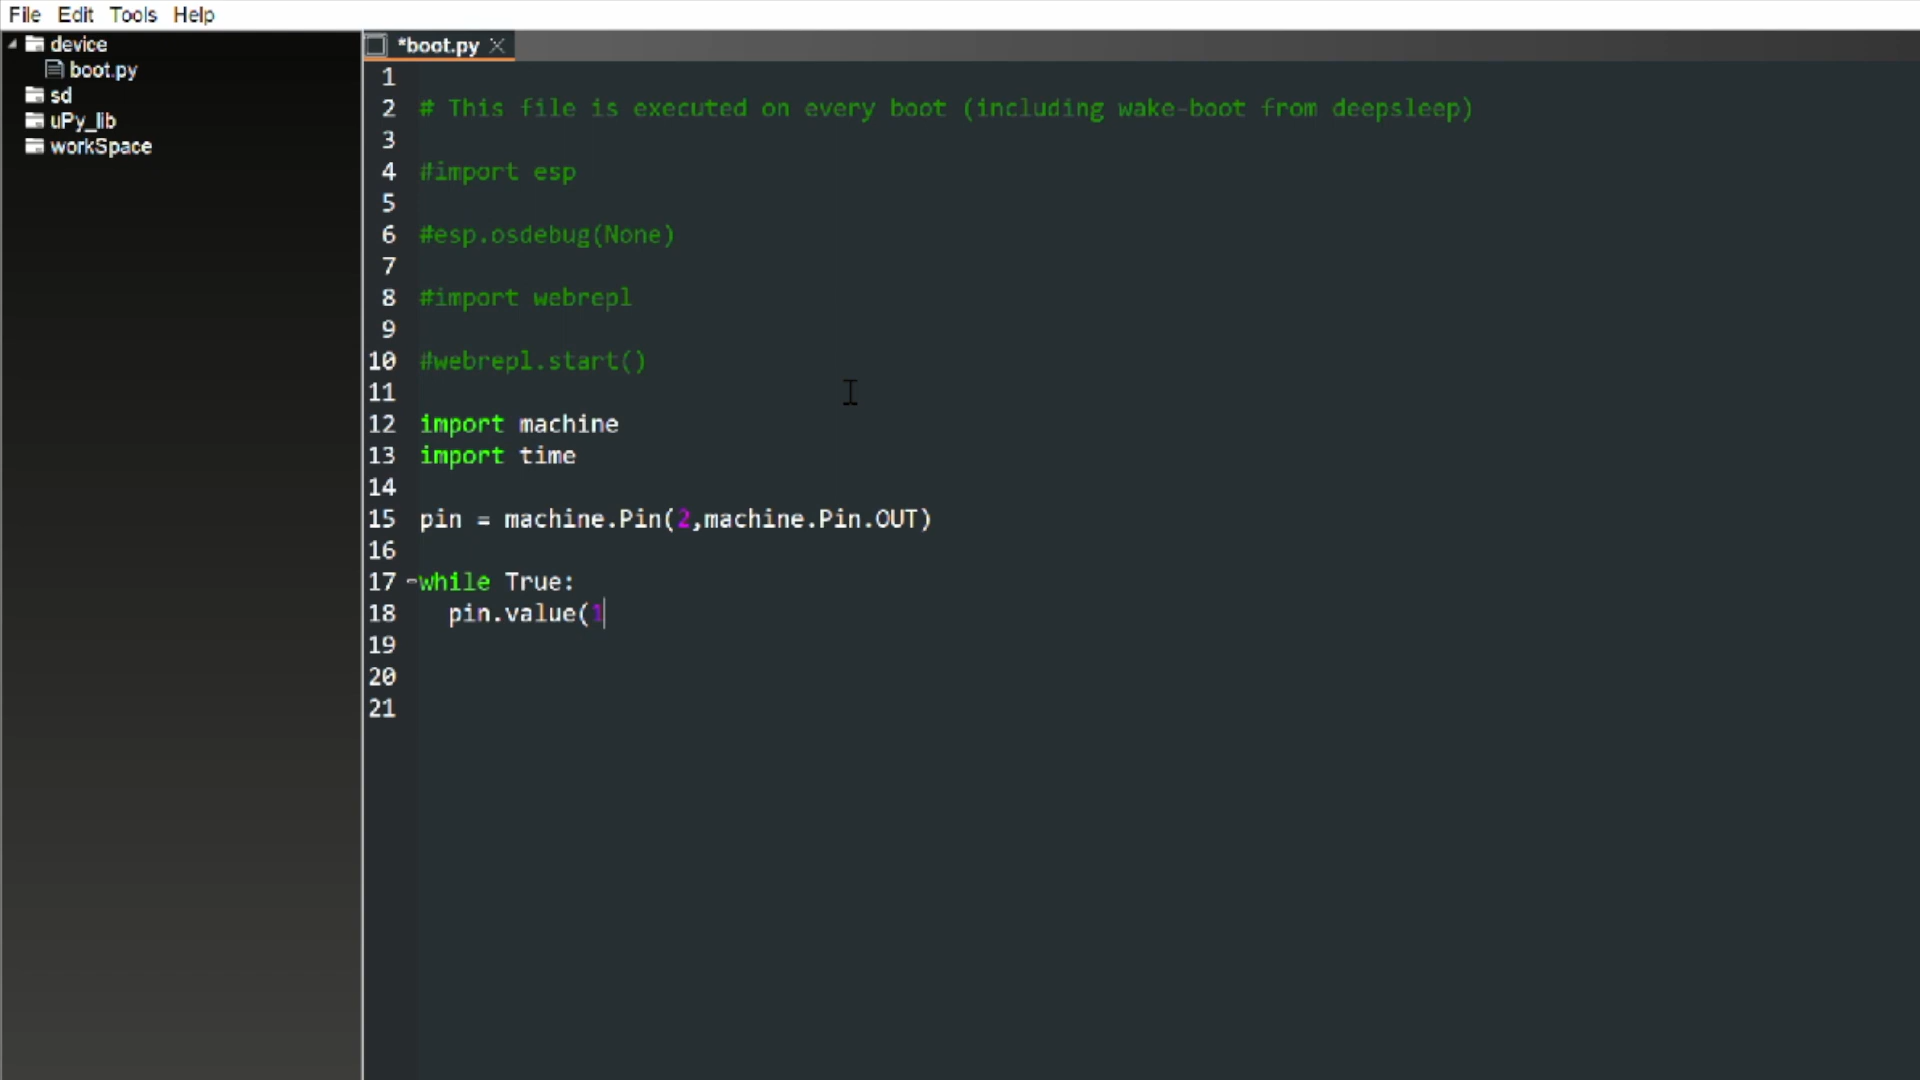 File Edit Tools Help
device
boot.py
sd
uPy_lib
workSpace
*boot.py
1
2 # This file is executed on every boot (including wake-boot from deepsleep)
3
4 #import esp
5
6 #esp.osdebug(None)
7
8 #import webrepl
9
10 #webrepl.start()
11
12 import machine
13 import time
14
15 pin = machine.Pin(2,machine.Pin.OUT)
16
17 while True:
18 pin.value(1
19
20
21